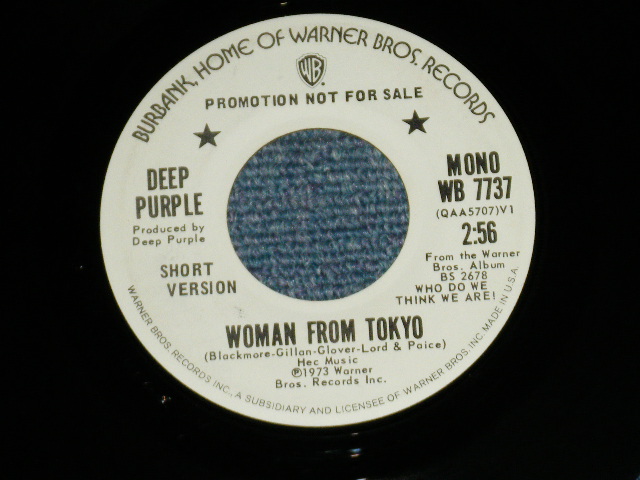 BURBANK, HOME OF WARNER BROS. RECORDS
WB
PROMOTION NOT FOR SALE
DEEP
PURPLE
Produced by
Deep Purple
SHORT
VERSION
MONO
WB 7737
(QAA5707)V1
2:56
From the Warner
Bros. Album
BS 2678
WHO DO WE
THINK WE ARE!
WOMAN FROM TOKYO
(Blackmore-Gillan-Glover-Lord & Paice)
Hec Music
℗1973 Warner
Bros. Records Inc.
WARNER BROS. RECORDS INC., A SUBSIDIARY AND LICENSEE OF WARNER BROS. INC. MADE IN U.S.A.